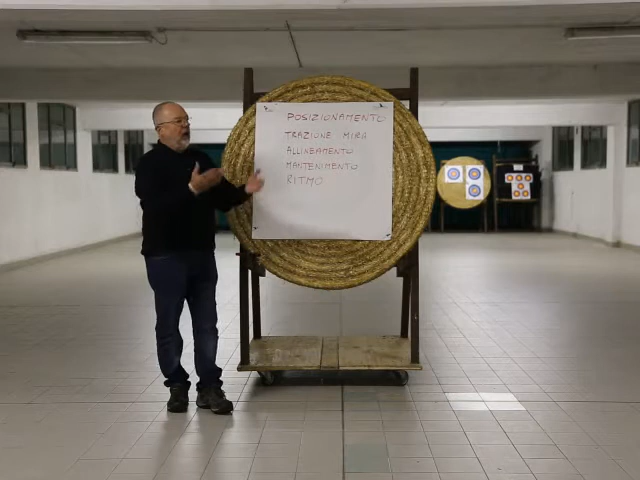 POSIZIONAMENTO
TRAZIONE MIRA
ALLINEAMENTO
MANTENIMENTO
RITMO